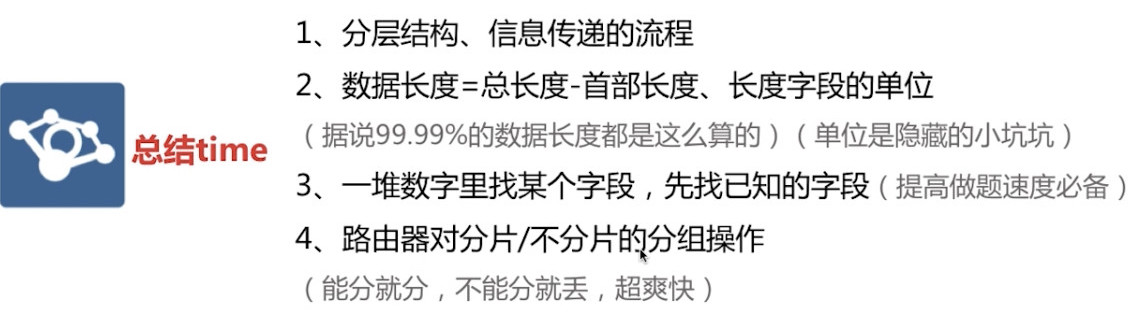 总结time
1、分层结构、信息传递的流程
2、数据长度=总长度-首部长度、长度字段的单位
（据说99.99%的数据长度都是这么算的）（单位是隐藏的小坑坑）
3、一堆数字里找某个字段，先找已知的字段（提高做题速度必备）
4、路由器对分片/不分片的分组操作
（能分就分，不能分就丢，超爽快）